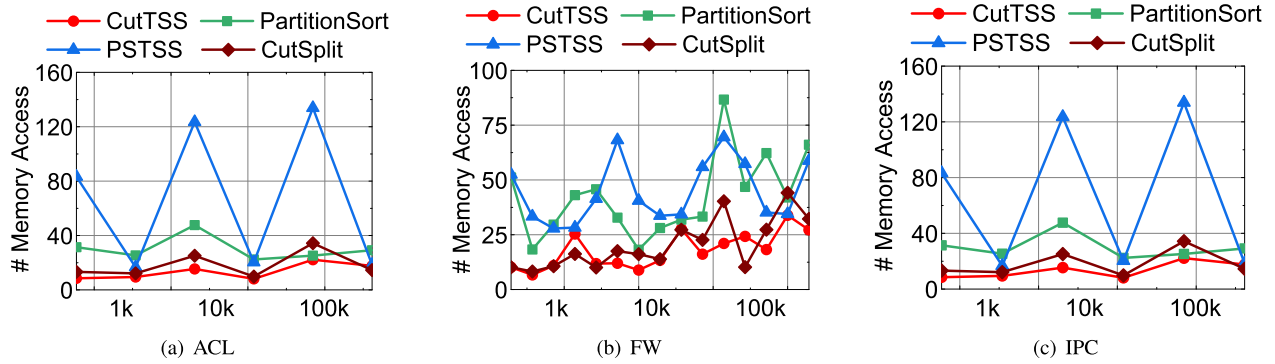 CutTSS PartitionSort
PSTSS CutSplit
# Memory Access
160
120
80
40
0
1k 10k 100k
(a) ACL
CutTSS PartitionSort
PSTSS CutSplit
# Memory Access
100
75
50
25
0
1k 10k 100k
(b) FW
CutTSS PartitionSort
PSTSS CutSplit
# Memory Access
160
120
80
40
0
1k 10k 100k
(c) IPC